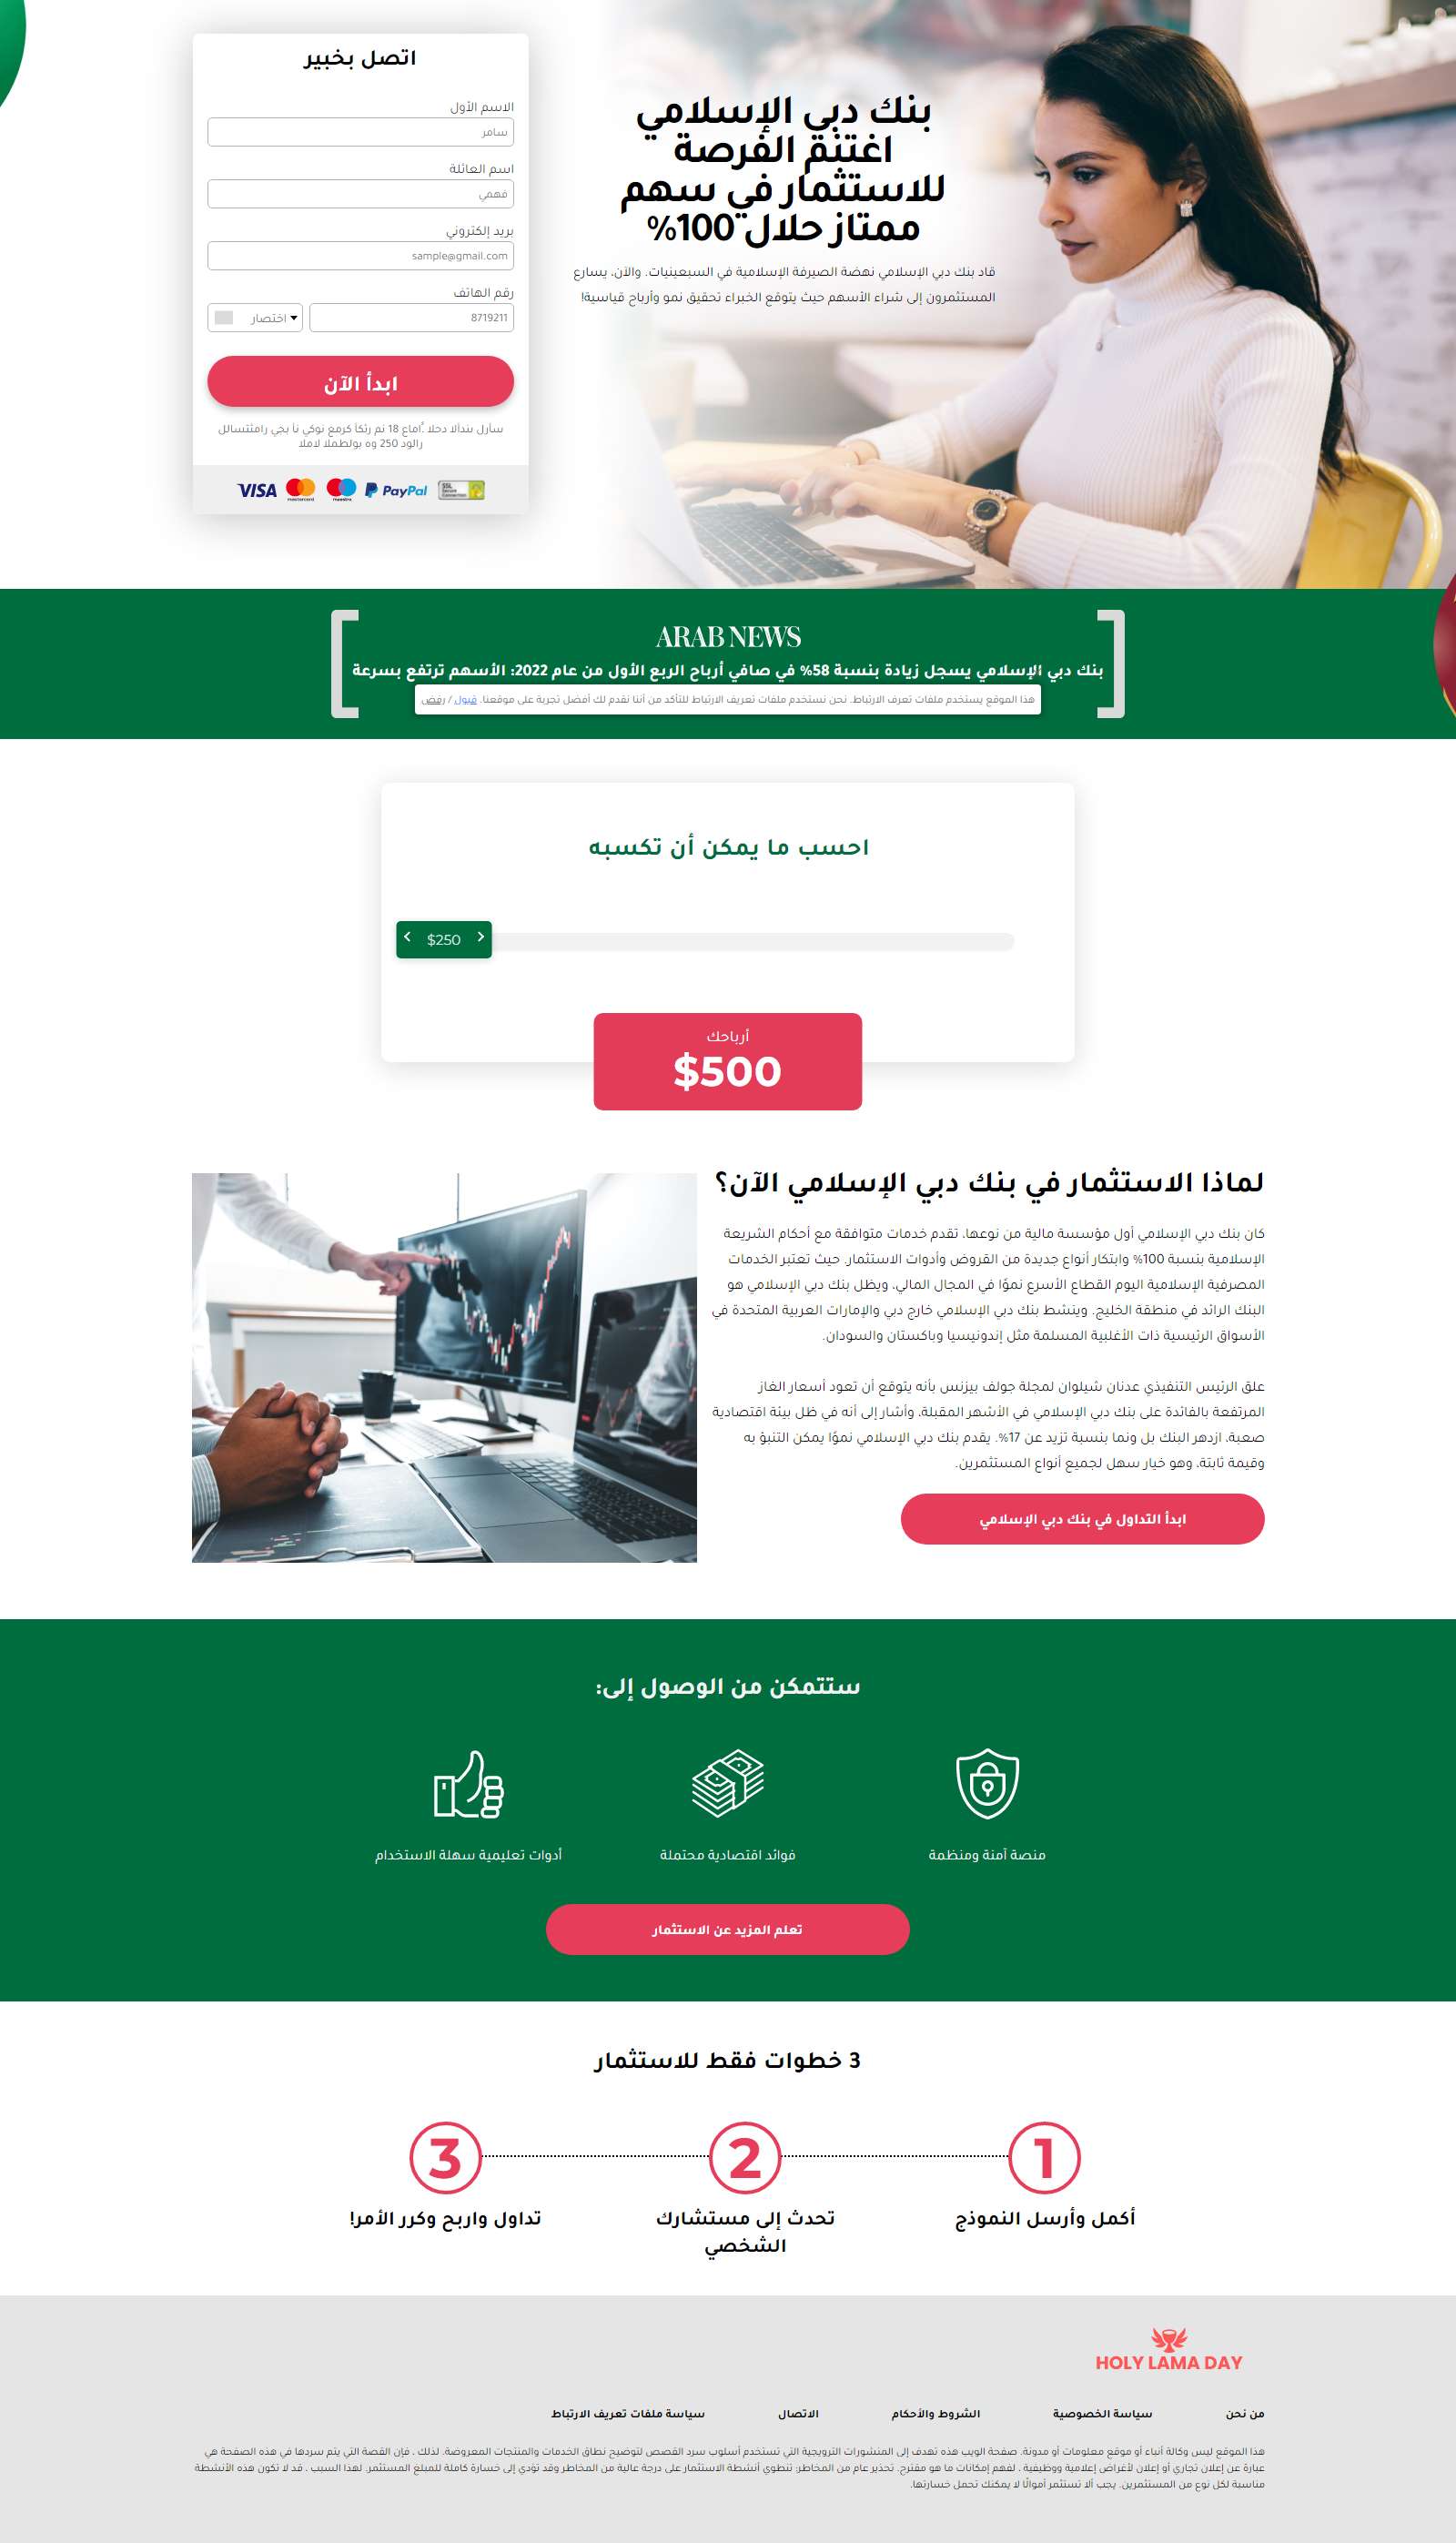 اتصل بخبير
الاسم الأول
سامر
اسم العائلة
فهمي
بريد إلكتروني
sample@gmail.com
رقم الهاتف
8719211
اختصار
ابدأ الآن
سأرل بىدألا دحلا .ًاماع 18 نم رثكأ كرمع نوكي نأ بجي رامثتسالل
رالود 250 وه بولطملا لاملا
VISA
mastercard
maestro
PayPal
SSL
Secure
Connection
بنك دبي الإسلامي
اغتنم الفرصة
للاستثمار في سهم
ممتاز حلال 100%
قاد بنك دبي الإسلامي نهضة الصيرفة الإسلامية في السبعينيات. والآن، يسارع
المستثمرون إلى شراء الأسهم حيث يتوقع الخبراء تحقيق نمو وأرباح قياسية!
ARAB NEWS
بنك دبي الإسلامي يسجل زيادة بنسبة 58% في صافي أرباح الربع الأول من عام 2022: الأسهم ترتفع بسرعة
هذا الموقع يستخدم ملفات تعرف الارتباط. نحن نستخدم ملفات تعريف الارتباط للتأكد من أننا نقدم لك أفضل تجربة على موقعنا. قبول / رفض
احسب ما يمكن أن تكسبه
$250
أرباحك
$500
لماذا الاستثمار في بنك دبي الإسلامي الآن؟
كان بنك دبي الإسلامي أول مؤسسة مالية من نوعها، تقدم خدمات متوافقة مع أحكام الشريعة
الإسلامية بنسبة 100% وابتكار أنواع جديدة من القروض وأدوات الاستثمار. حيث تعتبر الخدمات
المصرفية الإسلامية اليوم القطاع الأسرع نموًا في المجال المالي، ويظل بنك دبي الإسلامي هو
البنك الرائد في منطقة الخليج. وينشط بنك دبي الإسلامي خارج دبي والإمارات العربية المتحدة في
الأسواق الرئيسية ذات الأغلبية المسلمة مثل إندونيسيا وباكستان والسودان.
علق الرئيس التنفيذي عدنان شيلوان لمجلة جولف بيزنس بأنه يتوقع أن تعود أسعار الغاز
المرتفعة بالفائدة على بنك دبي الإسلامي في الأشهر المقبلة، وأشار إلى أنه في ظل بيئة اقتصادية
صعبة، ازدهر البنك بل ونما بنسبة تزيد عن 17%. يقدم بنك دبي الإسلامي نموًا يمكن التنبؤ به
وقيمة ثابتة، وهو خيار سهل لجميع أنواع المستثمرين.
ابدأ التداول في بنك دبي الإسلامي
ستتمكن من الوصول إلى:
منصة آمنة ومنظمة
فوائد اقتصادية محتملة
أدوات تعليمية سهلة الاستخدام
تعلم المزيد عن الاستثمار
3 خطوات فقط للاستثمار
1
2
3
أكمل وأرسل النموذج
تحدث إلى مستشارك
الشخصي
تداول واربح وكرر الأمر!
HOLY LAMA DAY
من نحن
سياسة الخصوصية
الشروط والأحكام
الاتصال
سياسة ملفات تعريف الارتباط
هذا الموقع ليس وكالة أنباء أو موقع معلومات أو مدونة. صفحة الويب هذه تهدف إلى المنشورات الترويجية التي تستخدم أسلوب سرد القصص لتوضيح نطاق الخدمات والمنتجات المعروضة. لذلك ، فإن القصة التي يتم سردها في هذه الصفحة هي
عبارة عن إعلان تجاري أو إعلان لأغراض إعلامية ووظيفية ، لفهم إمكانات ما هو مقترح. تحذير عام من المخاطر: تنطوي أنشطة الاستثمار على درجة عالية من المخاطر وقد تؤدي إلى خسارة كاملة للمبلغ المستثمر. لهذا السبب ، قد لا تكون هذه الأنشطة
مناسبة لكل نوع من المستثمرين. يجب ألا تستثمر أموالًا لا يمكنك تحمل خسارتها.